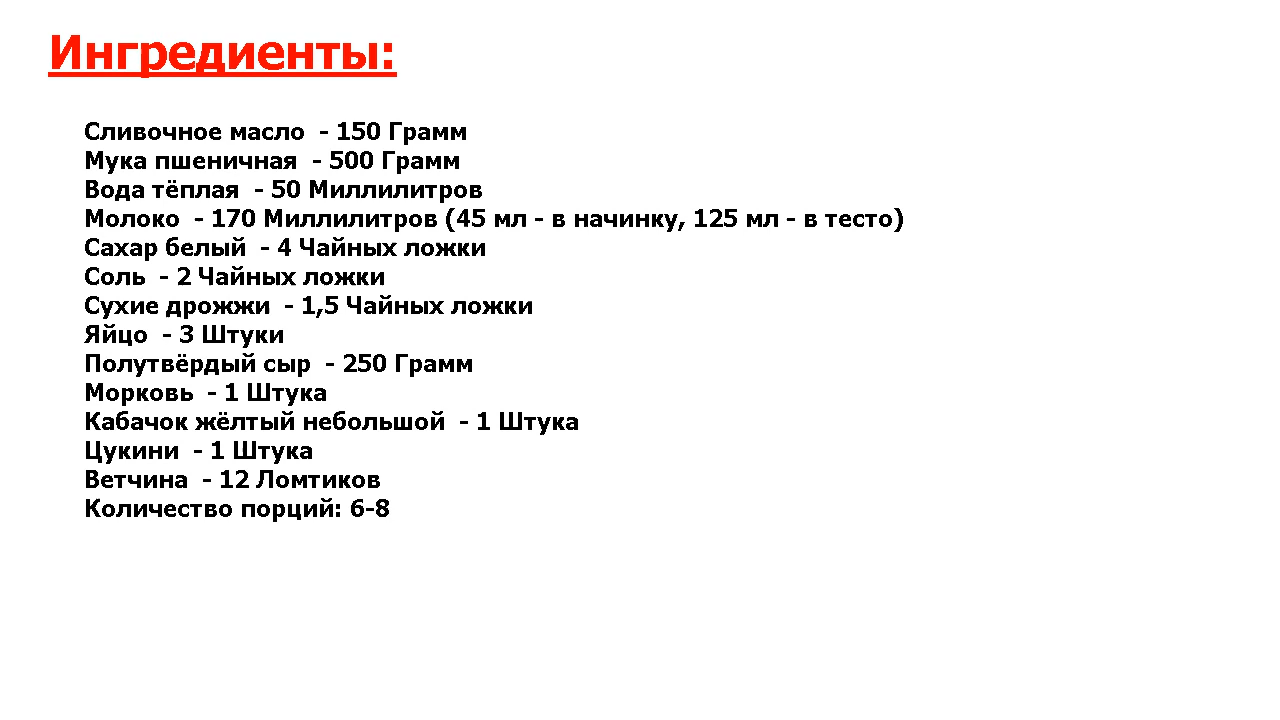 Ингредиенты:
Сливочное масло  - 150 Грамм
Мука пшеничная  - 500 Грамм
Вода тёплая  - 50 Миллилитров
Молоко  - 170 Миллилитров (45 мл - в начинку, 125 мл - в тесто)
Сахар белый  - 4 Чайных ложки
Соль  - 2 Чайных ложки
Сухие дрожжи  - 1,5 Чайных ложки
Яйцо  - 3 Штуки
Полутвёрдый сыр  - 250 Грамм
Морковь  - 1 Штука
Кабачок жёлтый небольшой  - 1 Штука
Цукини  - 1 Штука
Ветчина  - 12 Ломтиков
Количество порций: 6-8